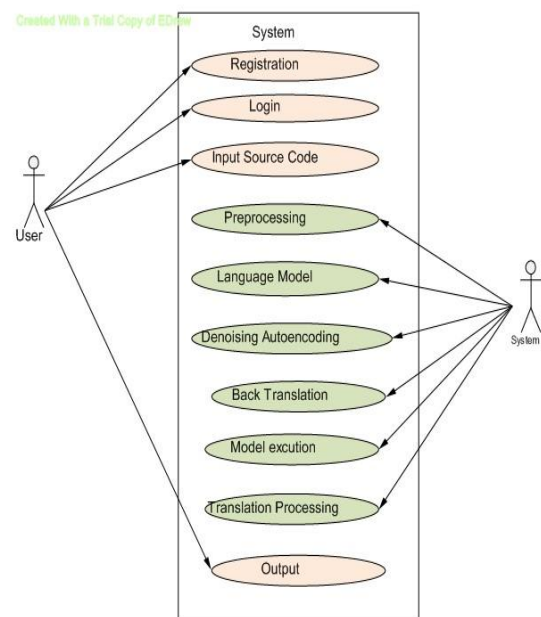 Created With a Trial Copy of EDraw
System
Registration
Login
Input Source Code
User
Preprocessing
Language Model
Denoising Autoencoding
System
Back Translation
Model excution
Translation Processing
Output